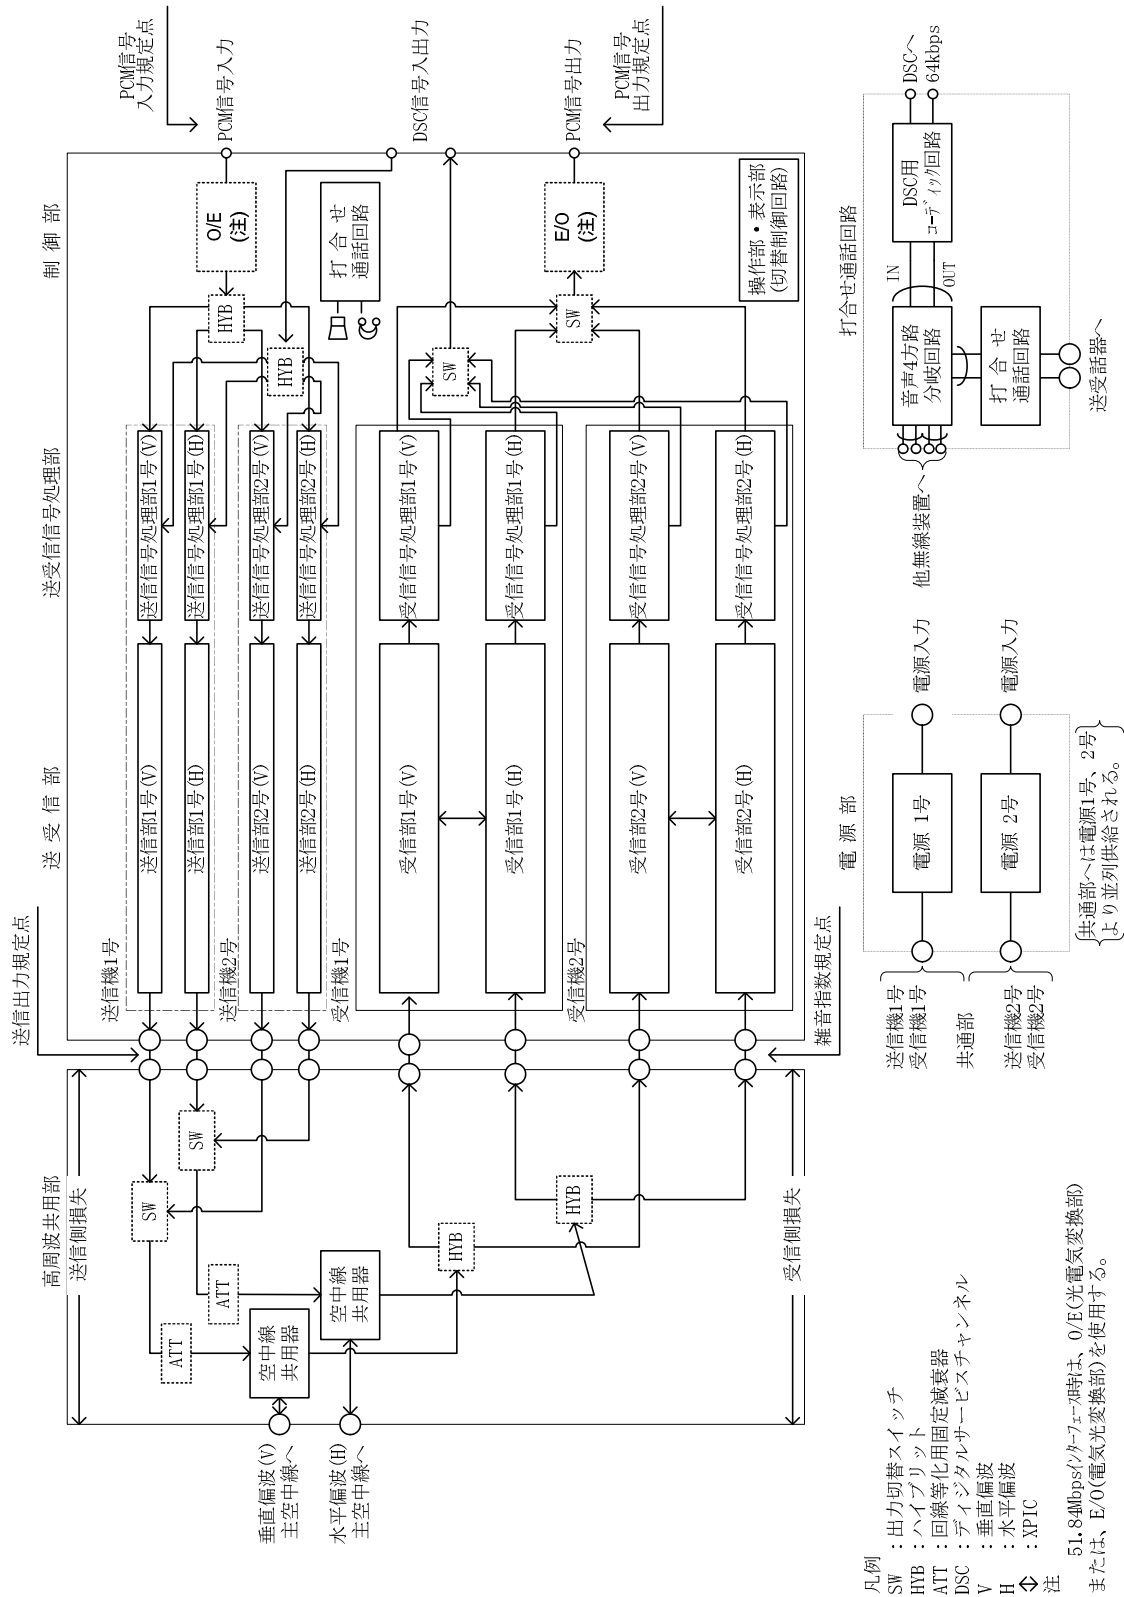 高周波共用部
送受信部
送受信信号処理部
制御部
送信側損失
受信側損失
送信出力規定点
雑音指数規定点
PCM信号
入力規定点
PCM信号入力
DSC信号入出力
PCM信号出力
PCM信号
出力規定点
垂直偏波(V)
主空中線へ
水平偏波(H)
主空中線へ
空中線
共用器
空中線
共用器
ATT
ATT
SW
SW
HYB
HYB
送信機1号
送信部1号(V)
送信信号処理部1号(V)
送信部1号(H)
送信信号処理部1号(H)
送信機2号
送信部2号(V)
送信信号処理部2号(V)
送信部2号(H)
送信信号処理部2号(H)
受信機1号
受信部1号(V)
受信信号処理部1号(V)
受信部1号(H)
受信信号処理部1号(H)
受信機2号
受信部2号(V)
受信信号処理部2号(V)
受信部2号(H)
受信信号処理部2号(H)
HYB
HYB
O/E
(注)
打合せ
通話回路
SW
SW
E/O
(注)
操作部・表示部
(切替制御回路)
凡例
SW :出力切替スイッチ
HYB :ハイブリット
ATT :回線等化用固定減衰器
DSC :ディジタルサービスチャンネル
V :垂直偏波
H :水平偏波
⇔ :XPIC
注 51.84Mbpsインターフェース時は、O/E(光電気変換部)
または、E/O(電気光変換部)を使用する。
電源部
送信機1号
受信機1号
共通部
送信機2号
受信機2号
電源 1号
電源入力
電源 2号
電源入力
共通部へは電源1号、2号
より並列供給される。
打合せ通話回路
他無線装置へ
音声4方路
分岐回路
IN
OUT
DSC用
コーディック回路
DSCへ
64kbps
打合せ
通話回路
送受話器へ